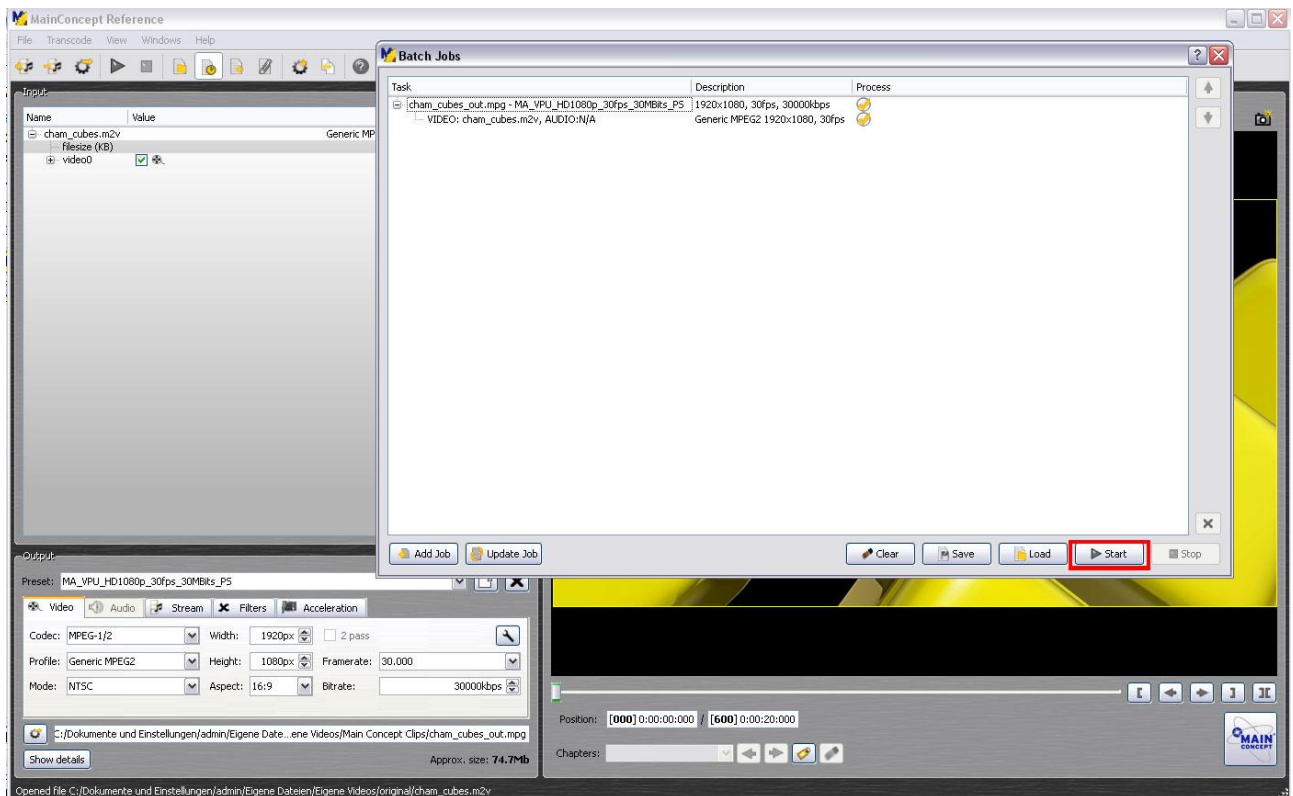 MainConcept Reference
File Transcode View Windows Help
Batch Jobs
Task Description Process
cham_cubes_out.mpg - MA_VPU_HD1080p_30fps_30MBits_P5 1920x1080, 30fps, 30000kbps
VIDEO: cham_cubes.m2v, AUDIO:N/A Generic MPEG2 1920x1080, 30fps
Add Job Update Job Clear Save Load Start Stop
Input
Name Value
cham_cubes.m2v Generic MP
filesize (KB)
video0
Output
Preset: MA_VPU_HD1080p_30fps_30MBits_P5
Video Audio Stream Filters Acceleration
Codec: MPEG-1/2 Width: 1920px 2 pass
Profile: Generic MPEG2 Height: 1080px Framerate: 30.000
Mode: NTSC Aspect: 16:9 Bitrate: 30000kbps
C:/Dokumente und Einstellungen/admin/Eigene Date...ene Videos/Main Concept Clips/cham_cubes_out.mpg
Show details Approx. size: 74.7Mb
Position: [000] 0:00:00:000 / [600] 0:00:20:000
Chapters:
MAIN
CONCEPT
Opened file C:/Dokumente und Einstellungen/admin/Eigene Dateien/Eigene Videos/original/cham_cubes.m2v